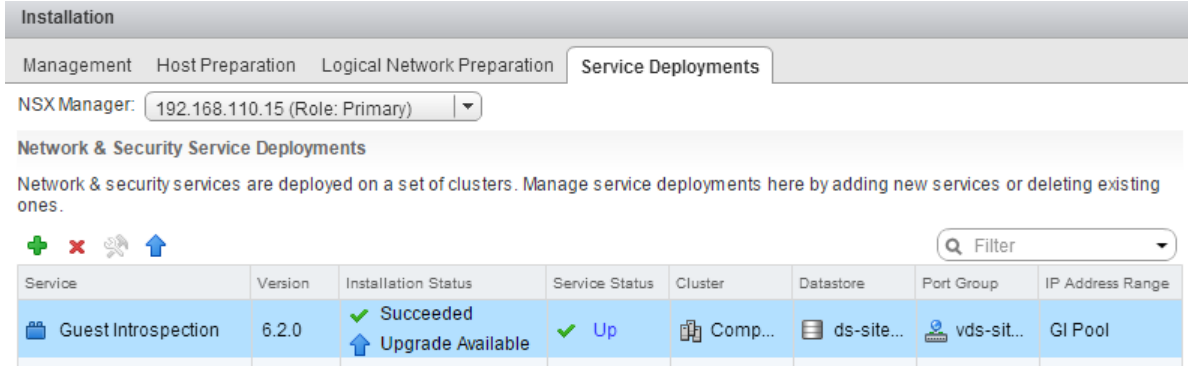 Installation
Management Host Preparation Logical Network Preparation Service Deployments
NSX Manager: 192.168.110.15 (Role: Primary)
Network & Security Service Deployments
Network & security services are deployed on a set of clusters. Manage service deployments here by adding new services or deleting existing
ones.
Filter
Service Version Installation Status Service Status Cluster Datastore Port Group IP Address Range
Guest Introspection 6.2.0 Succeeded Up Comp... ds-site... vds-sit... GI Pool
Upgrade Available